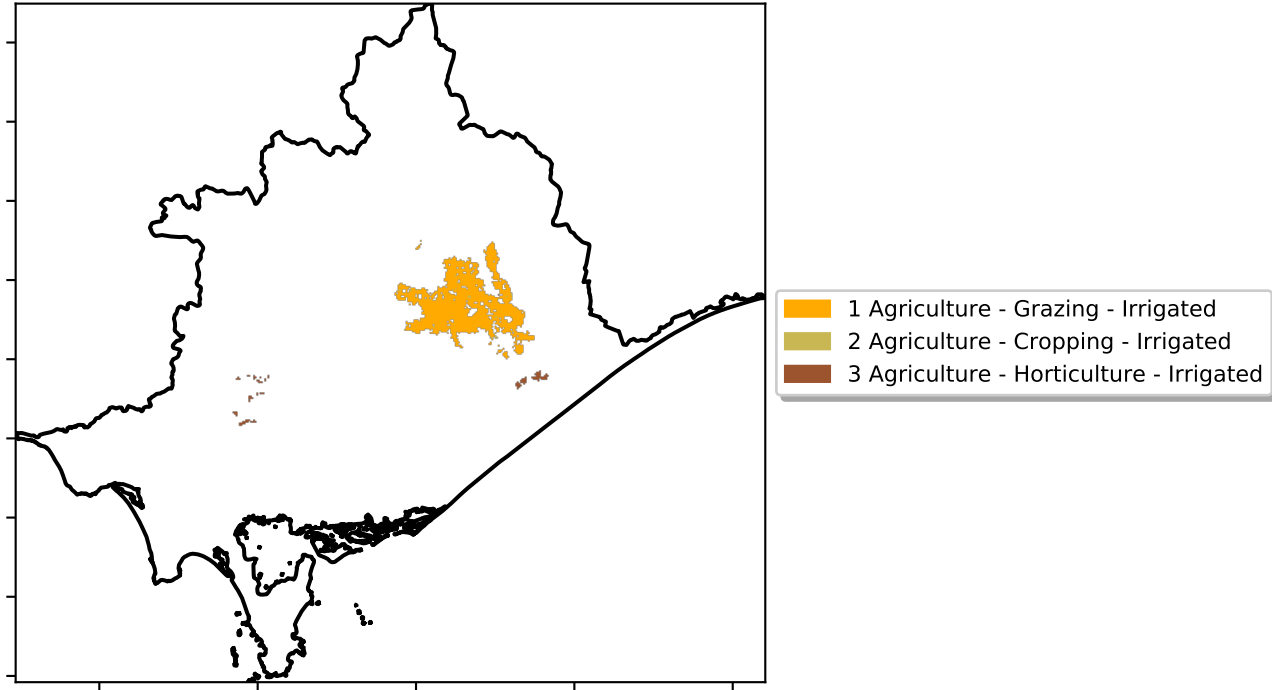 1 Agriculture - Grazing - Irrigated
2 Agriculture - Cropping - Irrigated
3 Agriculture - Horticulture - Irrigated